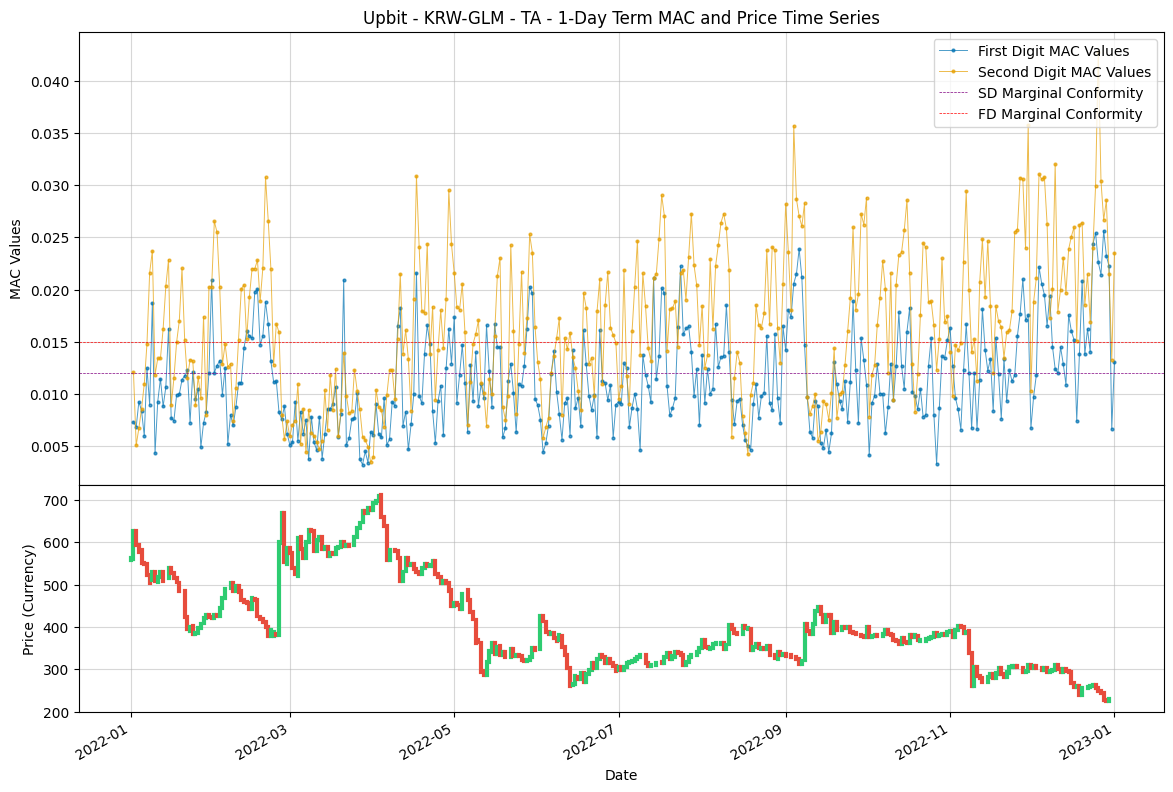 Upbit - KRW-GLM - TA - 1-Day Term MAC and Price Time Series
First Digit MAC Values
Second Digit MAC Values
SD Marginal Conformity
FD Marginal Conformity
MAC Values
0.040
0.035
0.030
0.025
0.020
0.015
0.010
0.005
Price (Currency)
700
600
500
400
300
200
2022-01
2022-03
2022-05
2022-07
2022-09
2022-11
2023-01
Date